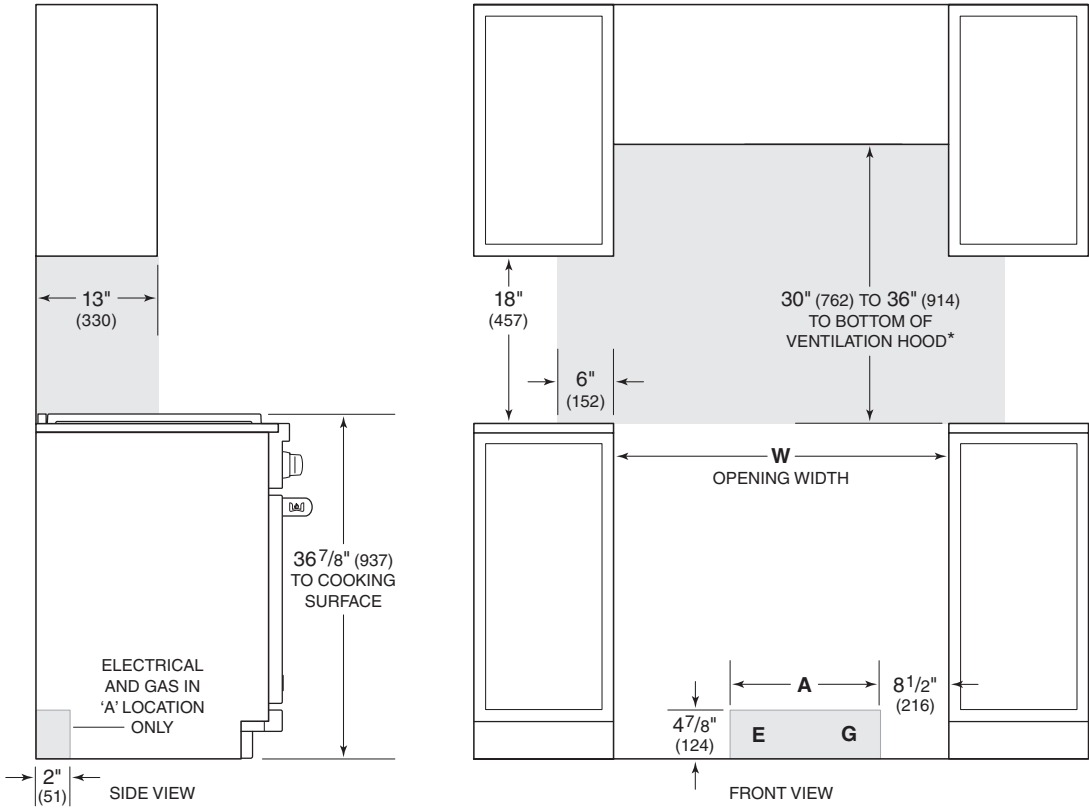 13"
(330)
36 7/8" (937)
TO COOKING
SURFACE
ELECTRICAL
AND GAS IN
'A' LOCATION
ONLY
2"
(51)
SIDE VIEW
18"
(457)
6"
(152)
30" (762) TO 36" (914)
TO BOTTOM OF
VENTILATION HOOD*
W
OPENING WIDTH
A
8 1/2"
(216)
4 7/8"
(124)
E
G
FRONT VIEW